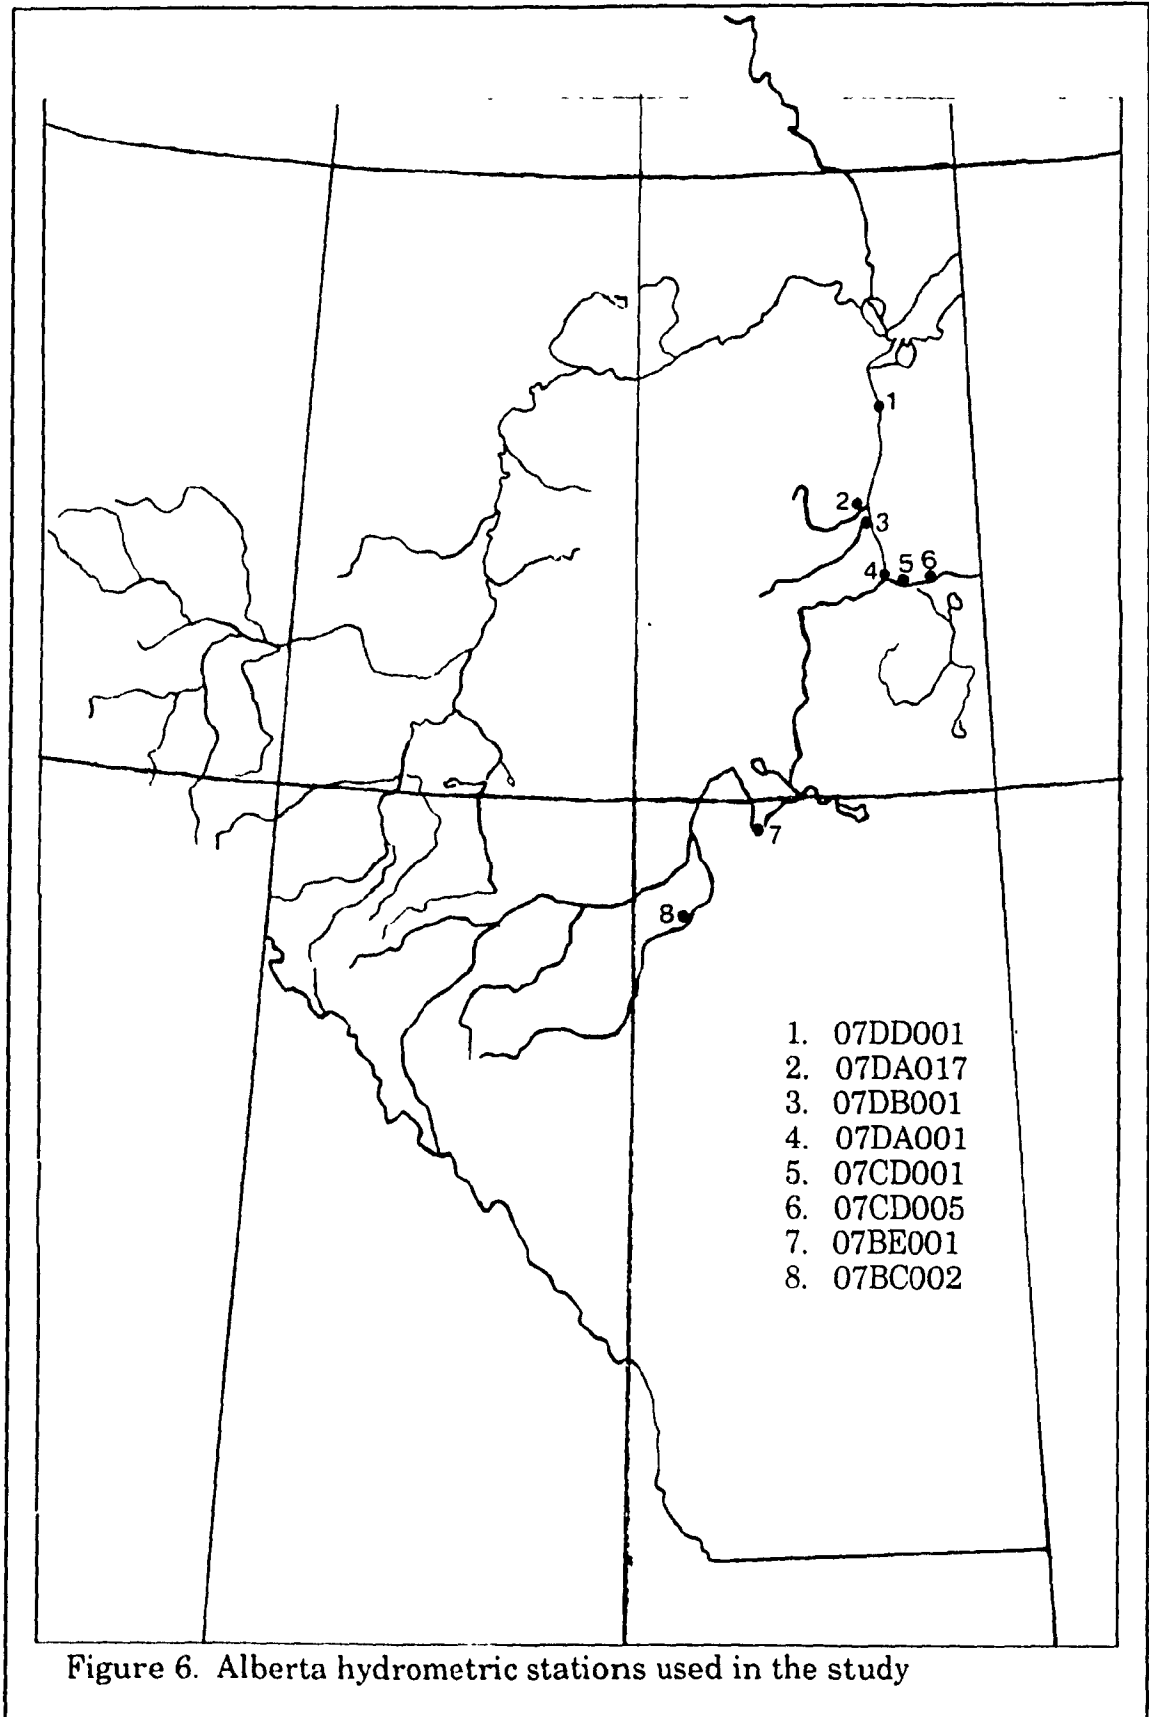 1
2
3
4
5
6
7
8
1. 07DD001
2. 07DA017
3. 07DB001
4. 07DA001
5. 07CD001
6. 07CD005
7. 07BE001
8. 07BC002
Figure 6. Alberta hydrometric stations used in the study